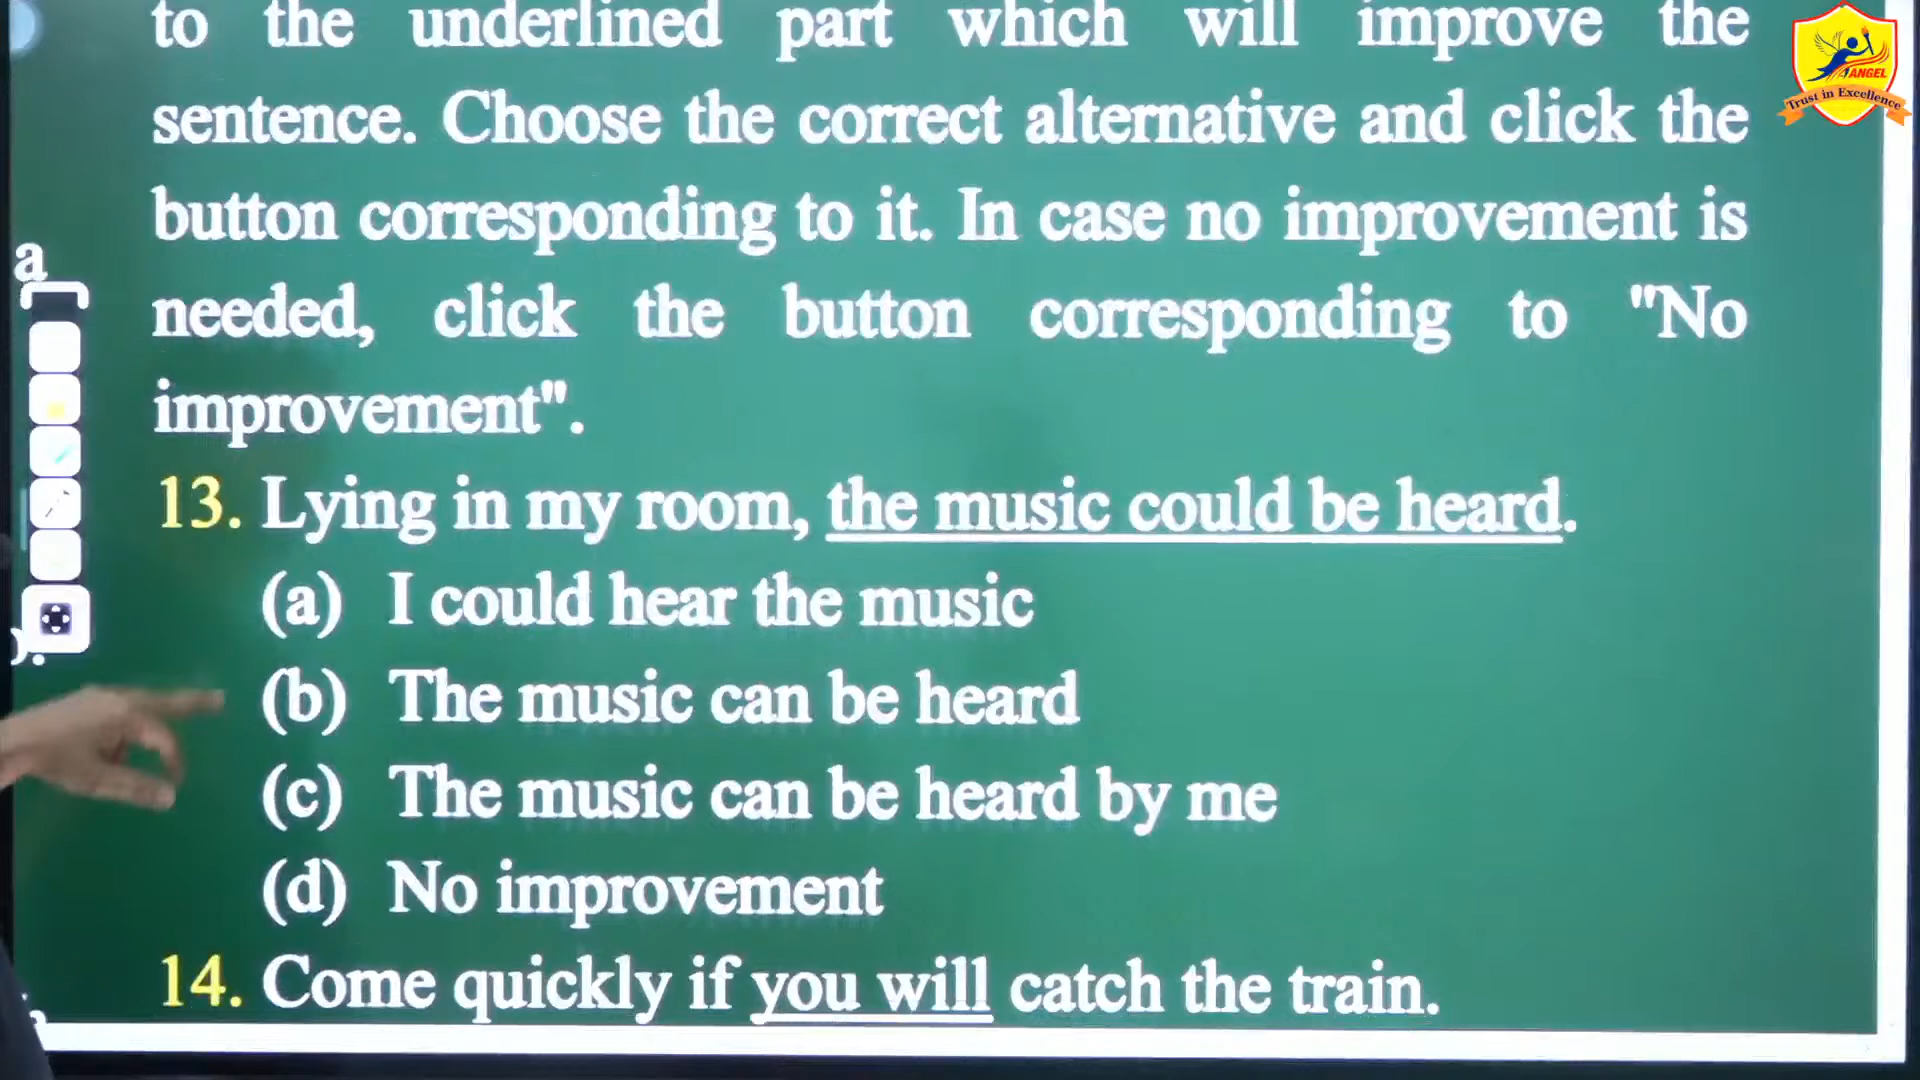 to the underlined part which will improve the
sentence. Choose the correct alternative and click the
button corresponding to it. In case no improvement is
needed, click the button corresponding to "No
improvement".
13. Lying in my room, the music could be heard.
(a) I could hear the music
(b) The music can be heard
(c) The music can be heard by me
(d) No improvement
14. Come quickly if you will catch the train.
a
ANGEL
Trust in Excellence